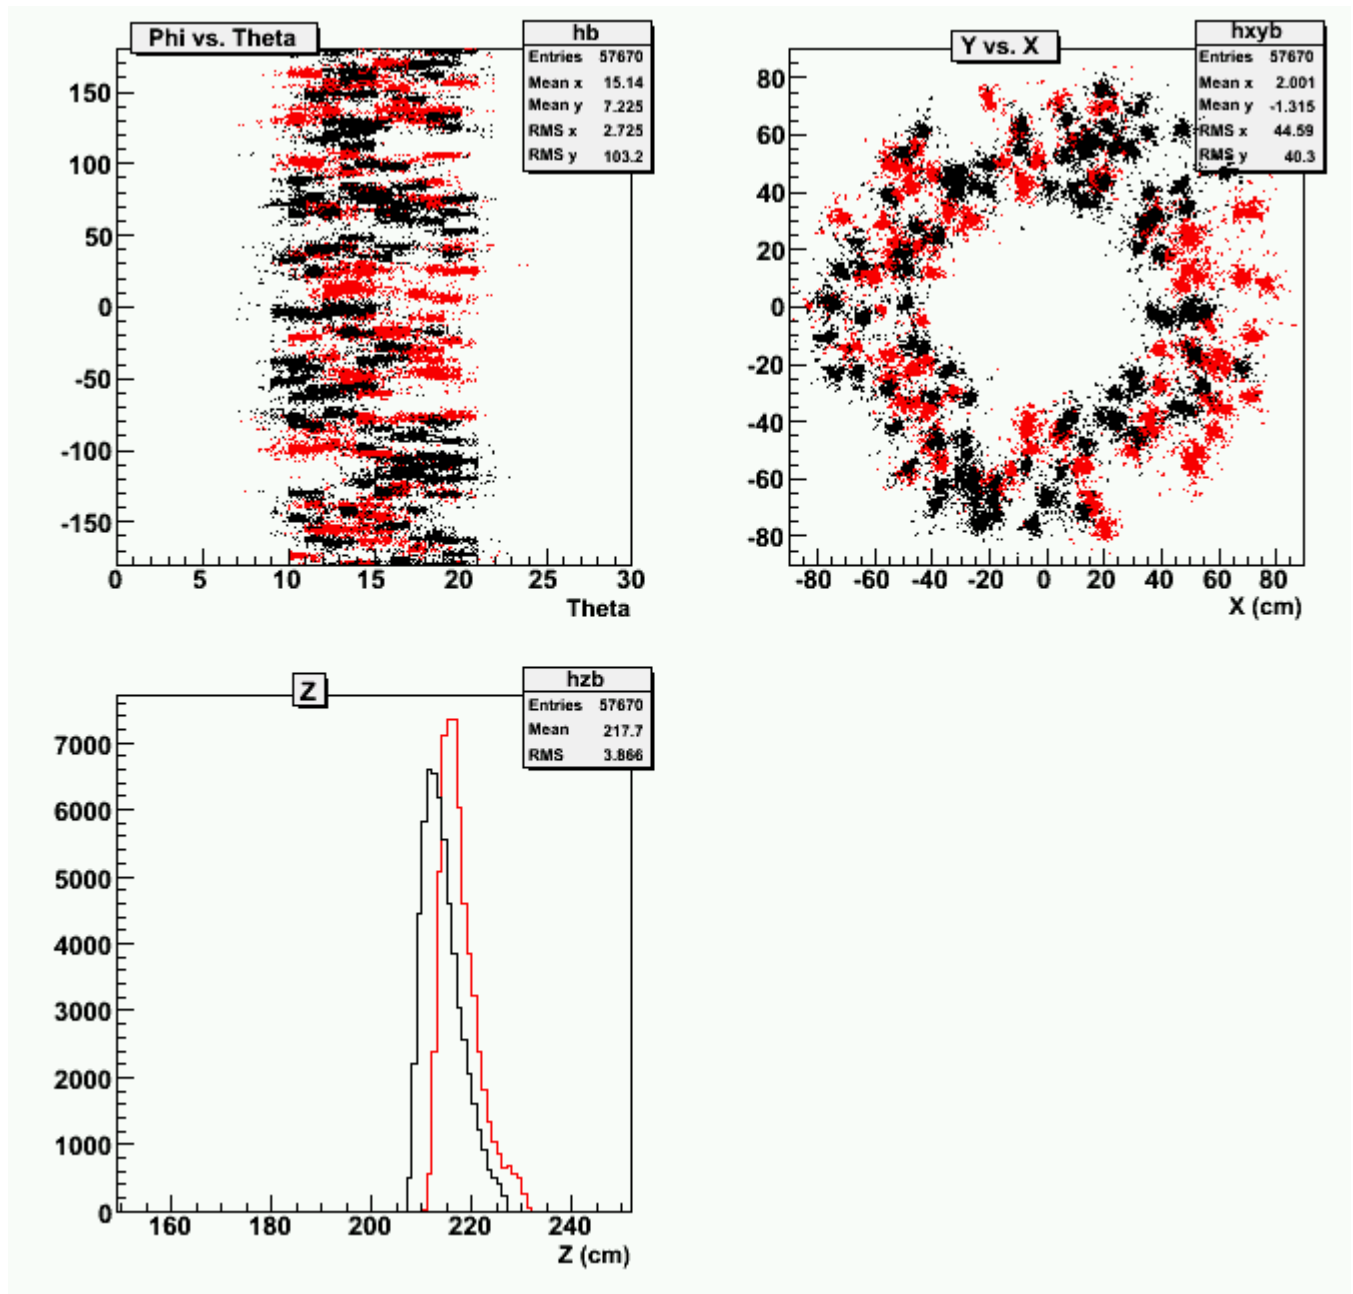 Phi vs. Theta
hb
Entries 57670
Mean x 15.14
Mean y 7.225
RMS x 2.725
RMS y 103.2
150
100
50
0
-50
-100
-150
0 5 10 15 20 25 30
Theta
Y vs. X
hxyb
Entries 57670
Mean x 2.001
Mean y -1.315
RMS x 44.59
RMS y 40.3
80
60
40
20
0
-20
-40
-60
-80
-80 -60 -40 -20 0 20 40 60 80
X (cm)
Z
hzb
Entries 57670
Mean 217.7
RMS 3.866
7000
6000
5000
4000
3000
2000
1000
0
160 180 200 220 240
Z (cm)